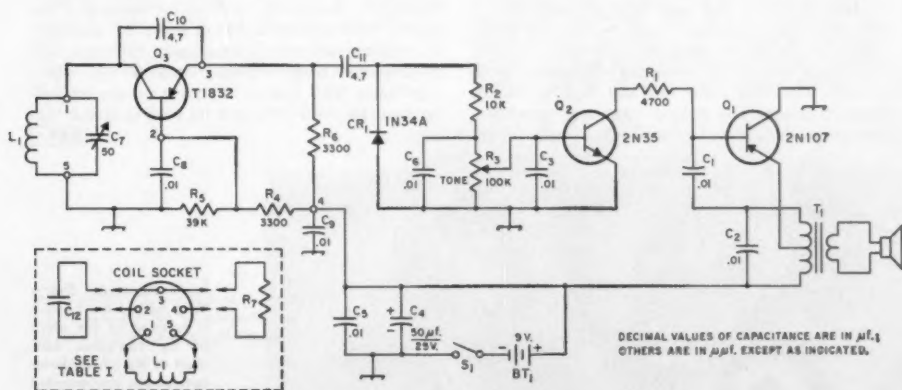 C10
4.7
Q3
T1832
3
C11
4.7
L1
C7
50
5
2
C8
.01
R6
3300
CR1
1N34A
R2
10K
R3
TONE
100K
C6
.01
C3
.01
Q2
2N35
R1
4700
Q1
2N107
C1
.01
C2
.01
T1
R5
39K
R4
3300
4
C9
.01
COIL SOCKET
C12
3
2
4
1
5
R7
L1
SEE
TABLE I
C5
.01
+
C4
50μf.
25V.
-
S1
- 9V. +
BT1
DECIMAL VALUES OF CAPACITANCE ARE IN μf.;
OTHERS ARE IN μμf. EXCEPT AS INDICATED.